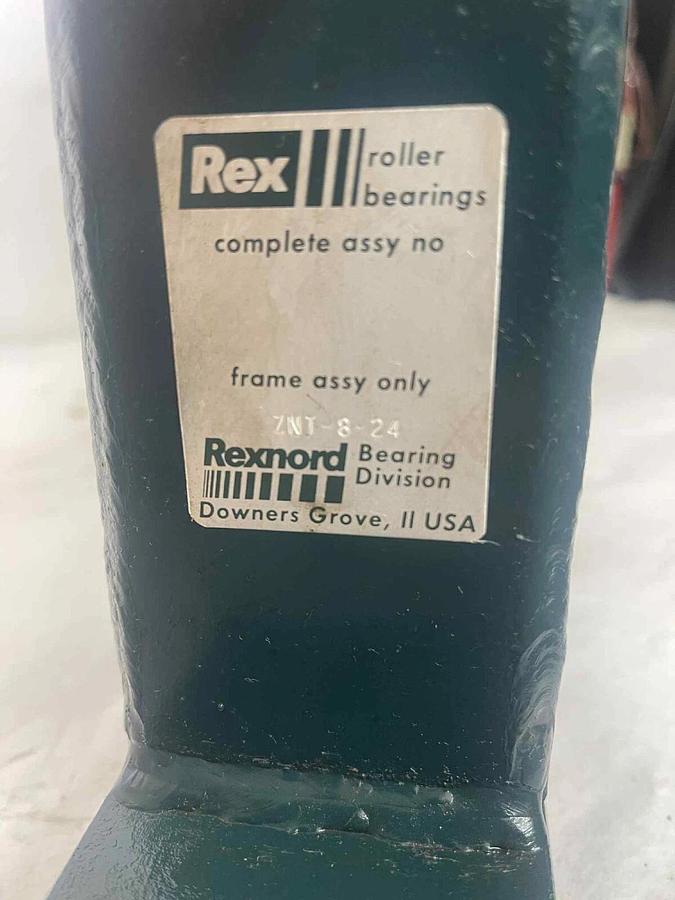 Rex roller
bearings
complete assy no
frame assy only
ZNT-8-24
Rexnord Bearing
Division
Downers Grove, Il USA